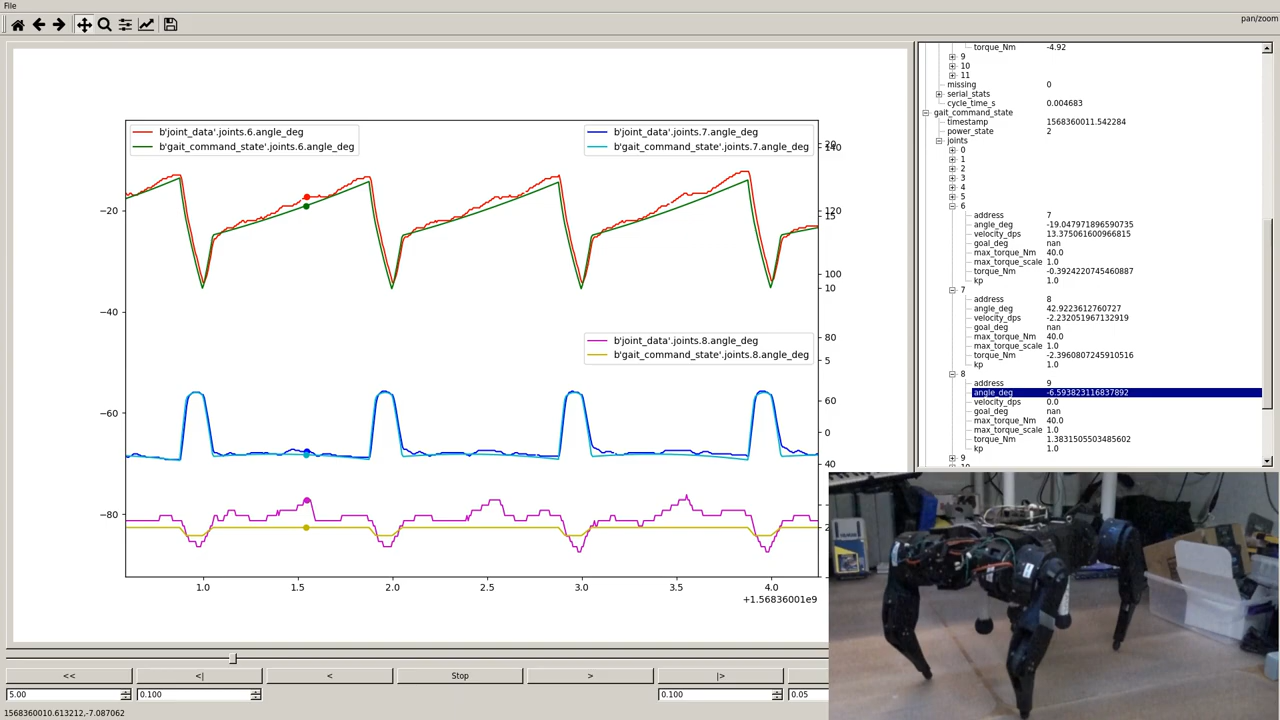 File
pan/zoom
b'joint_data'.joints.6.angle_deg
b'gait_command_state'.joints.6.angle_deg
b'joint_data'.joints.7.angle_deg
b'gait_command_state'.joints.7.angle_deg
b'joint_data'.joints.8.angle_deg
b'gait_command_state'.joints.8.angle_deg
−20
−40
−60
−80
20
140
120
15
100
10
80
5
60
0
40
1.0
1.5
2.0
2.5
3.0
3.5
4.0
+1.56836001e9
torque_Nm -4.92
9
10
11
missing 0
serial_stats
cycle_time_s 0.004683
gait_command_state
timestamp 1568360011.542284
power_state 2
joints
0
1
2
3
4
5
6
address 7
angle_deg -19.047971896590735
velocity_dps 13.375061600966815
goal_deg nan
max_torque_Nm 40.0
max_torque_scale 1.0
torque_Nm -0.3924220745460887
kp 1.0
7
address 8
angle_deg 42.9223612760727
velocity_dps -2.232051967132919
goal_deg nan
max_torque_Nm 40.0
max_torque_scale 1.0
torque_Nm -2.3960807245910516
kp 1.0
8
address 9
angle_deg -6.593823116837892
velocity_dps 0.0
goal_deg nan
max_torque_Nm 40.0
max_torque_scale 1.0
torque_Nm 1.3831505503485602
kp 1.0
9
<< <| < Stop > |>
5.00 0.100 0.100 0.05
1568360010.613212,-7.087062